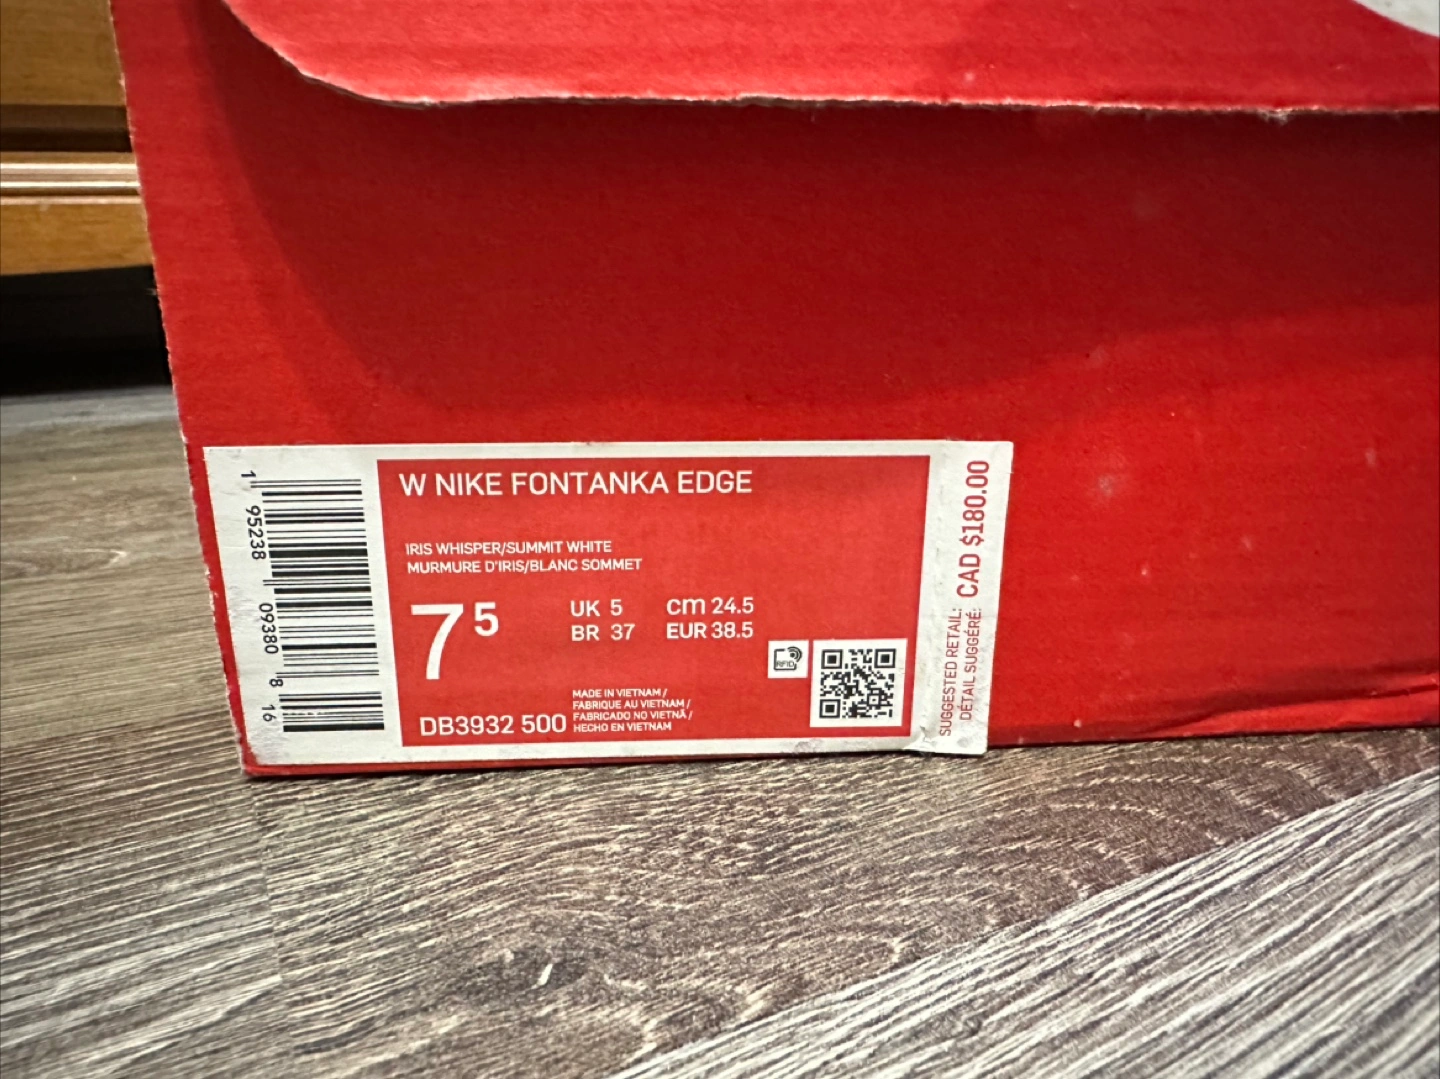 1 95238 09380 8 16
W NIKE FONTANKA EDGE
IRIS WHISPER/SUMMIT WHITE
MURMURE D'IRIS/BLANC SOMMET
7 5
UK 5
BR 37
cm 24.5
EUR 38.5
RFID
MADE IN VIETNAM /
FABRIQUE AU VIETNAM /
FABRICADO NO VIETNÃ /
HECHO EN VIETNAM
DB3932 500
SUGGESTED RETAIL:
DÉTAIL SUGGÉRÉ:
CAD $180.00